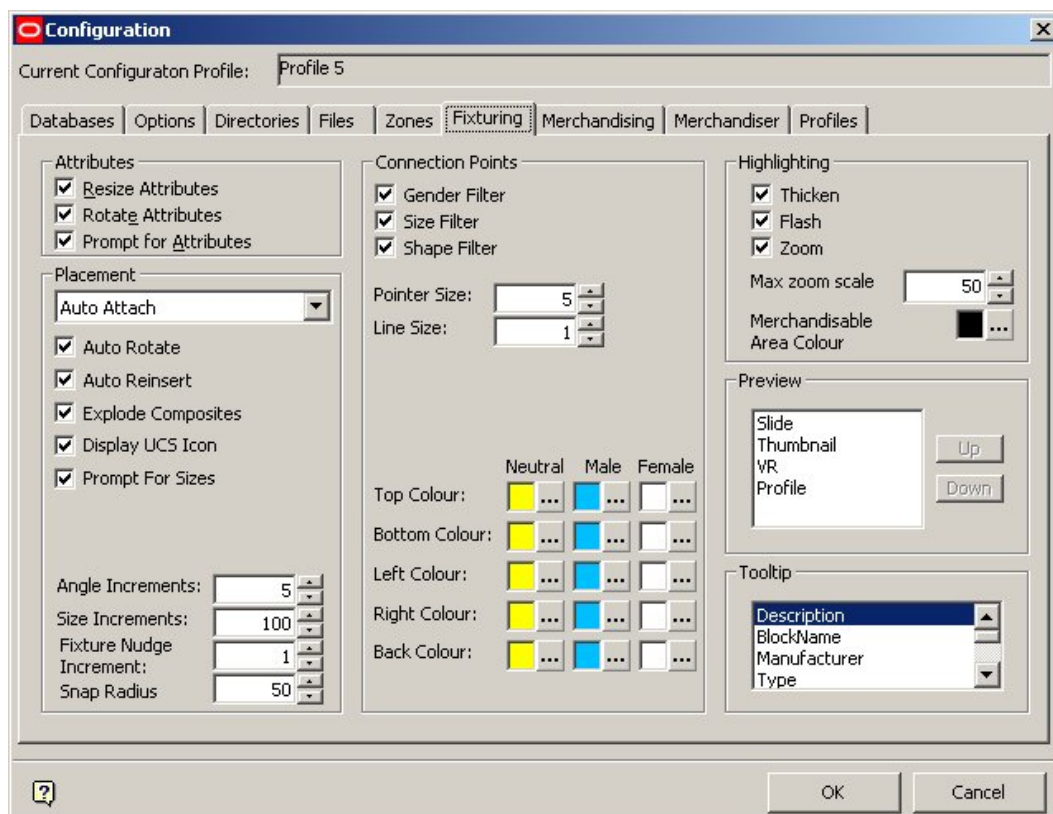 Configuration
Current Configuraton Profile: Profile 5
Databases Options Directories Files Zones Fixturing Merchandising Merchandiser Profiles
Attributes
Resize Attributes
Rotate Attributes
Prompt for Attributes
Placement
Auto Attach
Auto Rotate
Auto Reinsert
Explode Composites
Display UCS Icon
Prompt For Sizes
Angle Increments: 5
Size Increments: 100
Fixture Nudge
Increment: 1
Snap Radius 50
Connection Points
Gender Filter
Size Filter
Shape Filter
Pointer Size: 5
Line Size: 1
Neutral Male Female
Top Colour: ... ... ...
Bottom Colour: ... ... ...
Left Colour: ... ... ...
Right Colour: ... ... ...
Back Colour: ... ... ...
Highlighting
Thicken
Flash
Zoom
Max zoom scale 50
Merchandisable
Area Colour ...
Preview
Slide
Thumbnail
VR
Profile
Up
Down
Tooltip
Description
BlockName
Manufacturer
Type
?
OK Cancel